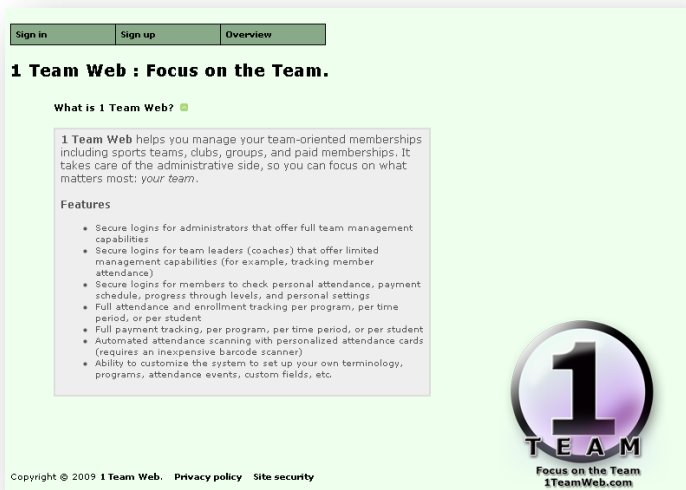 Sign in Sign up Overview
1 Team Web : Focus on the Team.
What is 1 Team Web?
1 Team Web helps you manage your team-oriented memberships
including sports teams, clubs, groups, and paid memberships. It
takes care of the administrative side, so you can focus on what
matters most: your team.
Features
• Secure logins for administrators that offer full team management
capabilities
• Secure logins for team leaders (coaches) that offer limited
management capabilities (for example, tracking member
attendance)
• Secure logins for members to check personal attendance, payment
schedule, progress through levels, and personal settings
• Full attendance and enrollment tracking per program, per time
period, or per student
• Full payment tracking, per program, per time period, or per student
• Automated attendance scanning with personalized attendance cards
(requires an inexpensive barcode scanner)
• Ability to customize the system to set up your own terminology,
programs, attendance events, custom fields, etc.
1
TEAM
Focus on the Team
1TeamWeb.com
Copyright © 2009 1 Team Web. Privacy policy Site security